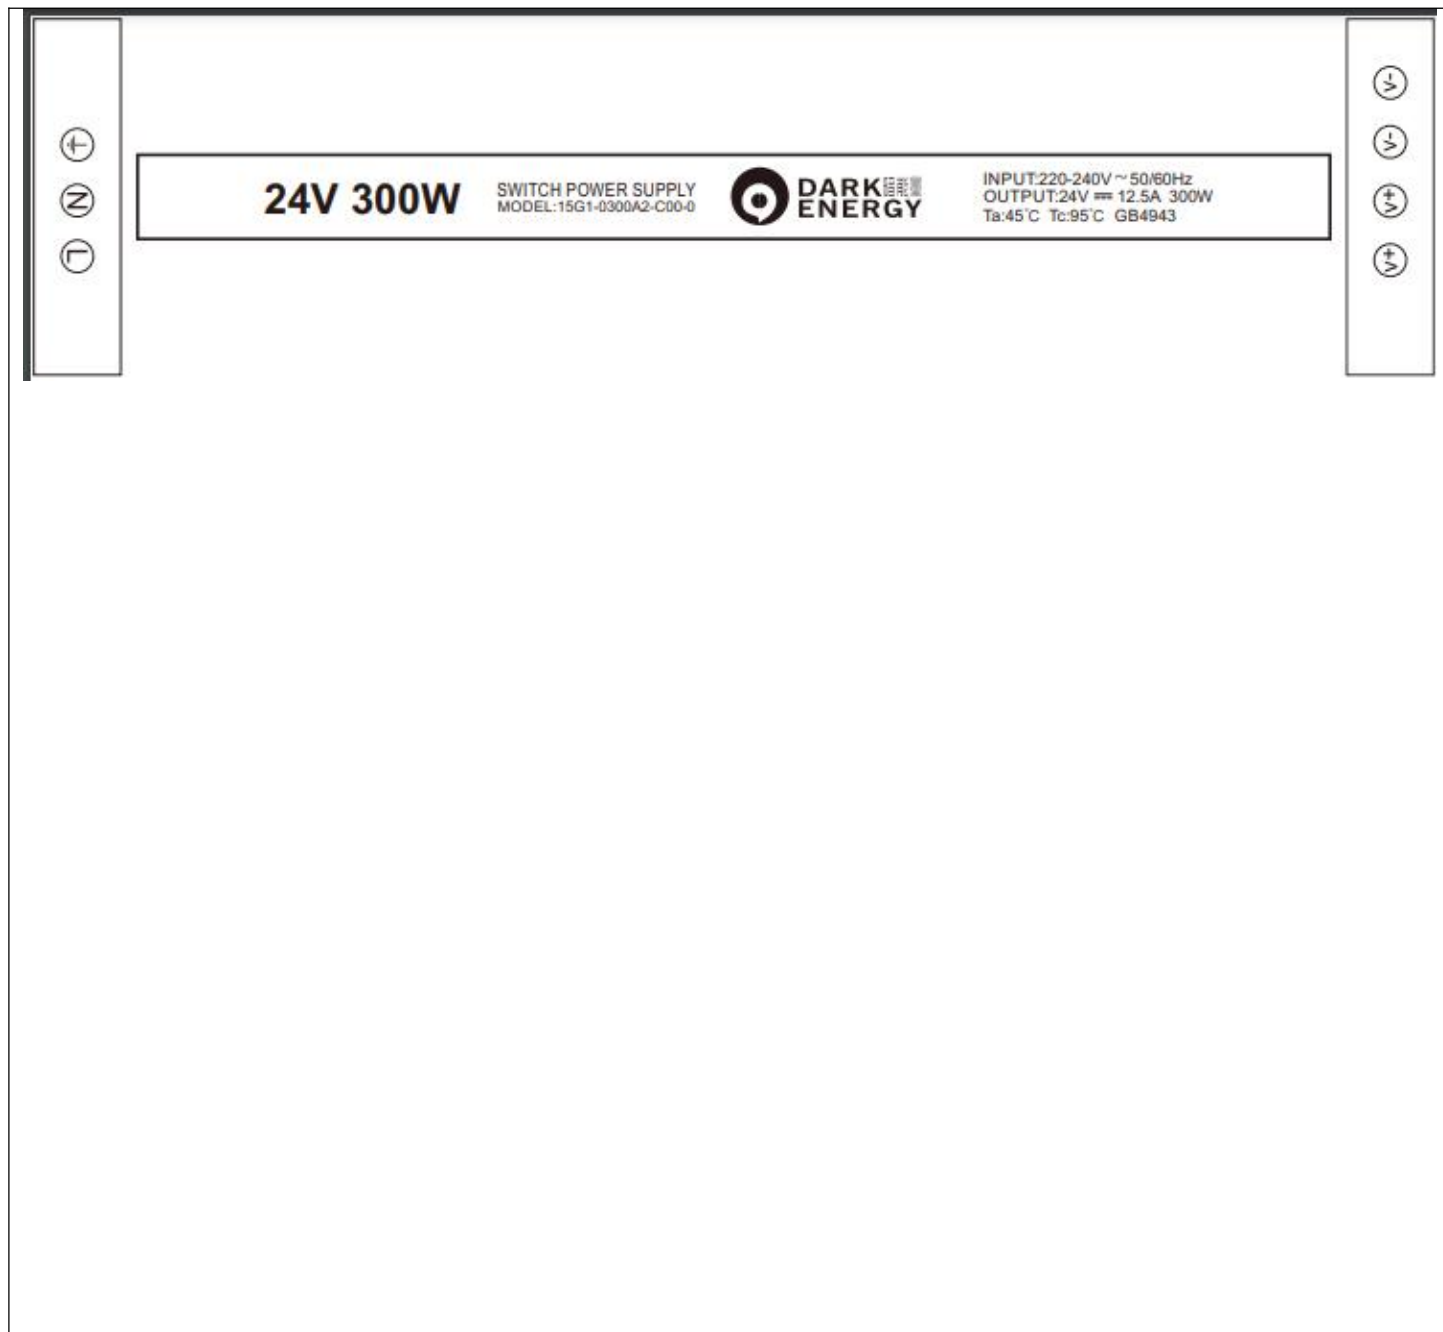 N
L
24V 300W
SWITCH POWER SUPPLY
MODEL:15G1-0300A2-C00-0
DARK
ENERGY
INPUT:220-240V ~ 50/60Hz
OUTPUT:24V ⎓ 12.5A 300W
Ta:45℃ Tc:95℃ GB4943
V-
V-
V+
V+